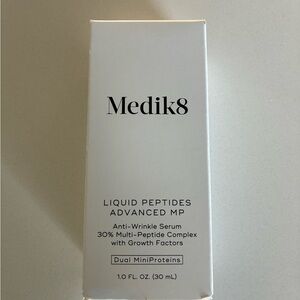 Medik8
LIQUID PEPTIDES
ADVANCED MP
Anti-Wrinkle Serum
30% Multi-Peptide Complex
with Growth Factors
Dual MiniProteins
1.0 FL. OZ. (30 mL)